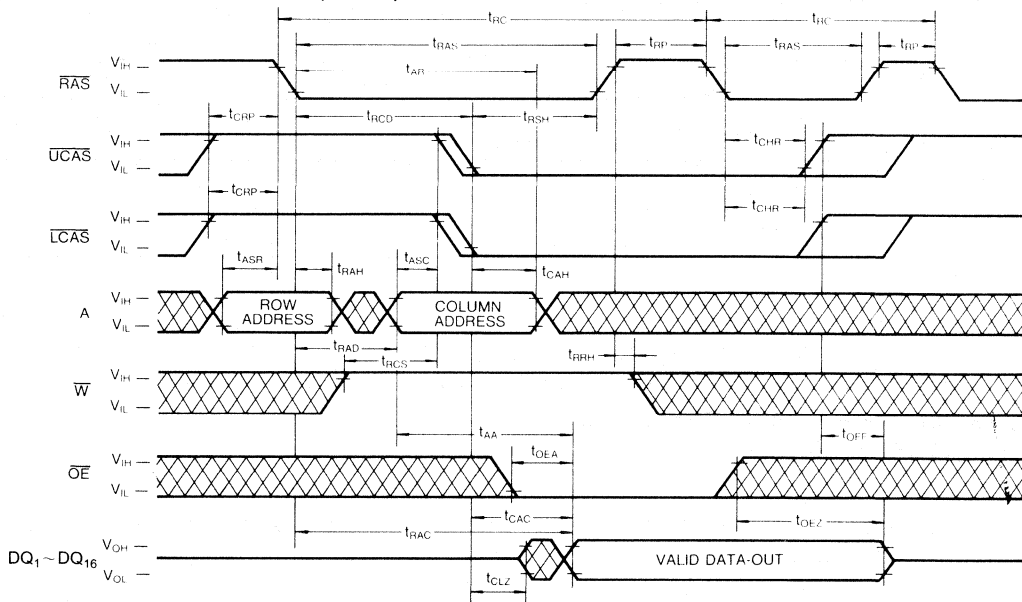 tRC tRC
tRAS tRP tRAS tRP
VIH
tAR
RAS
VIL
tCRP tRCD tRSH
VIH
tCHR
UCAS
VIL
tCRP
tCHR
VIH
LCAS
VIL
tASR tRAH tASC tCAH
VIH
A ROW ADDRESS COLUMN ADDRESS
VIL
tRAD
tRCS tRRH
VIH
W
VIL
tAA tOFF
tOEA
VIH
OE
VIL
tCAC tOEZ
tRAC
VOH
DQ1 ~ DQ16 VALID DATA-OUT
VOL
tCLZ